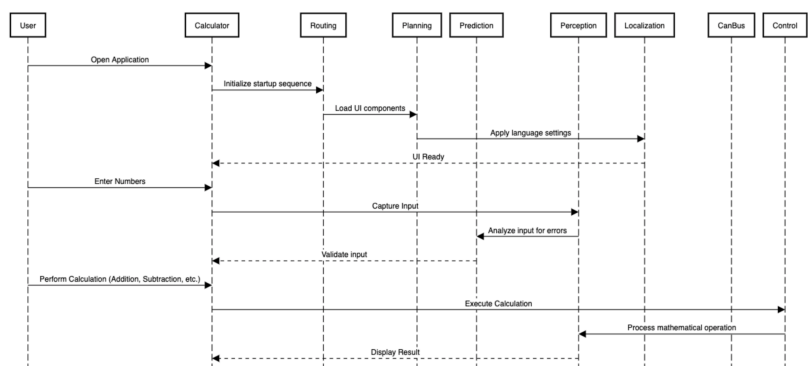 User Calculator Routing Planning Prediction Perception Localization CanBus Control
Open Application
Initialize startup sequence
Load UI components
Apply language settings
UI Ready
Enter Numbers
Capture Input
Analyze input for errors
Validate input
Perform Calculation (Addition, Subtraction, etc.)
Execute Calculation
Process mathematical operation
Display Result